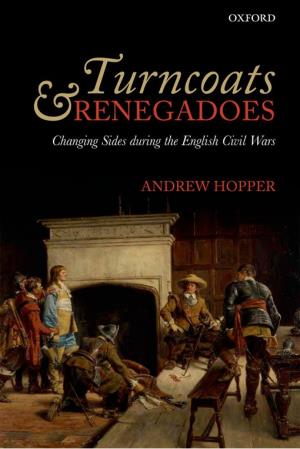 OXFORD
Turncoats
& RENEGADOES
Changing Sides during the English Civil Wars
ANDREW HOPPER